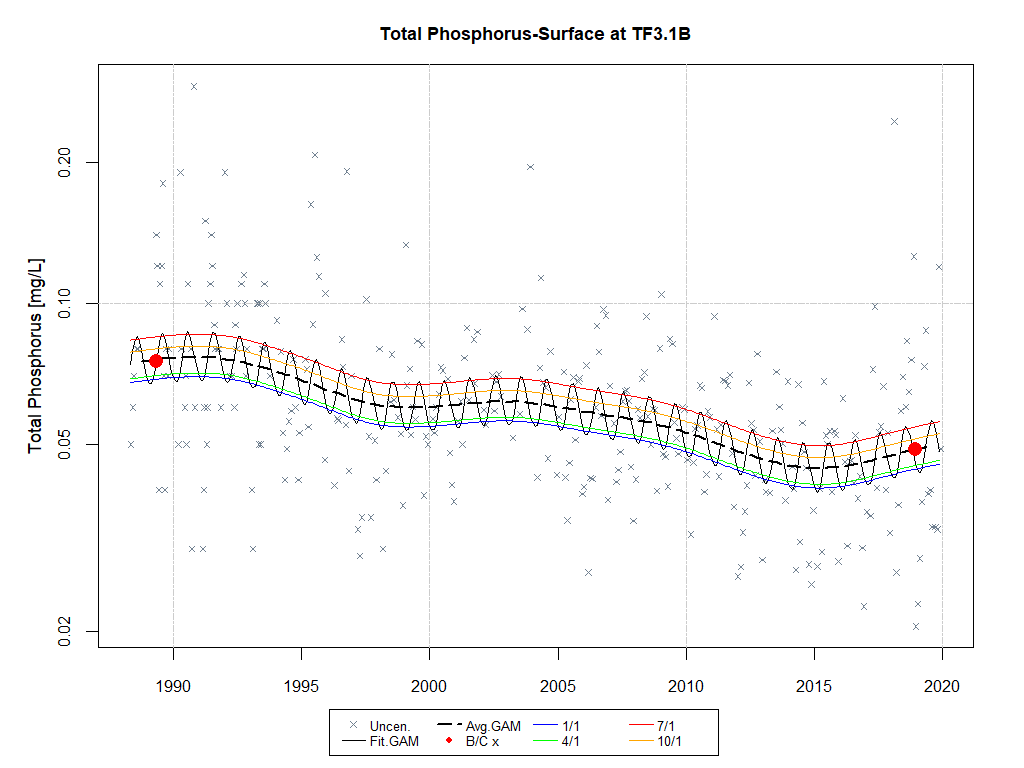 Total Phosphorus-Surface at TF3.1B
Total Phosphorus [mg/L]
0.20
0.10
0.05
0.02
1990 1995 2000 2005 2010 2015 2020
Uncen. Avg.GAM 1/1 7/1
Fit.GAM B/C x 4/1 10/1